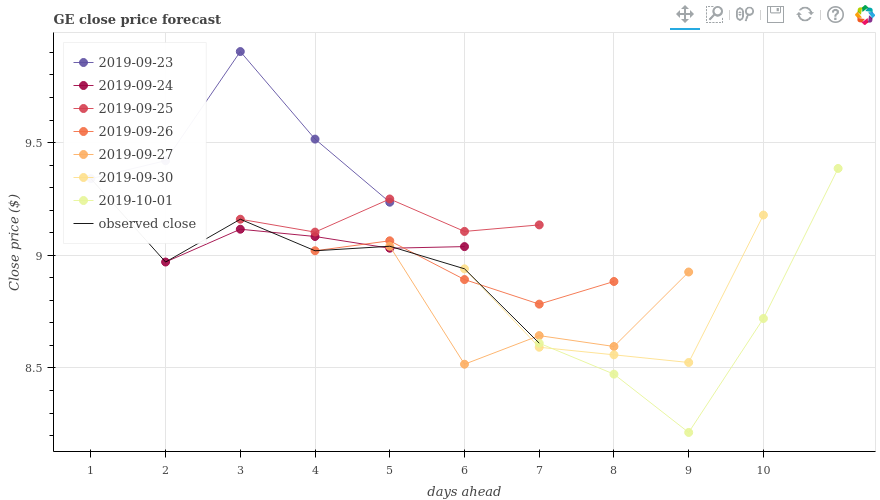 GE close price forecast
2019-09-23
2019-09-24
2019-09-25
2019-09-26
2019-09-27
2019-09-30
2019-10-01
observed close
Close price ($)
9.5
9
8.5
1 2 3 4 5 6 7 8 9 10
days ahead